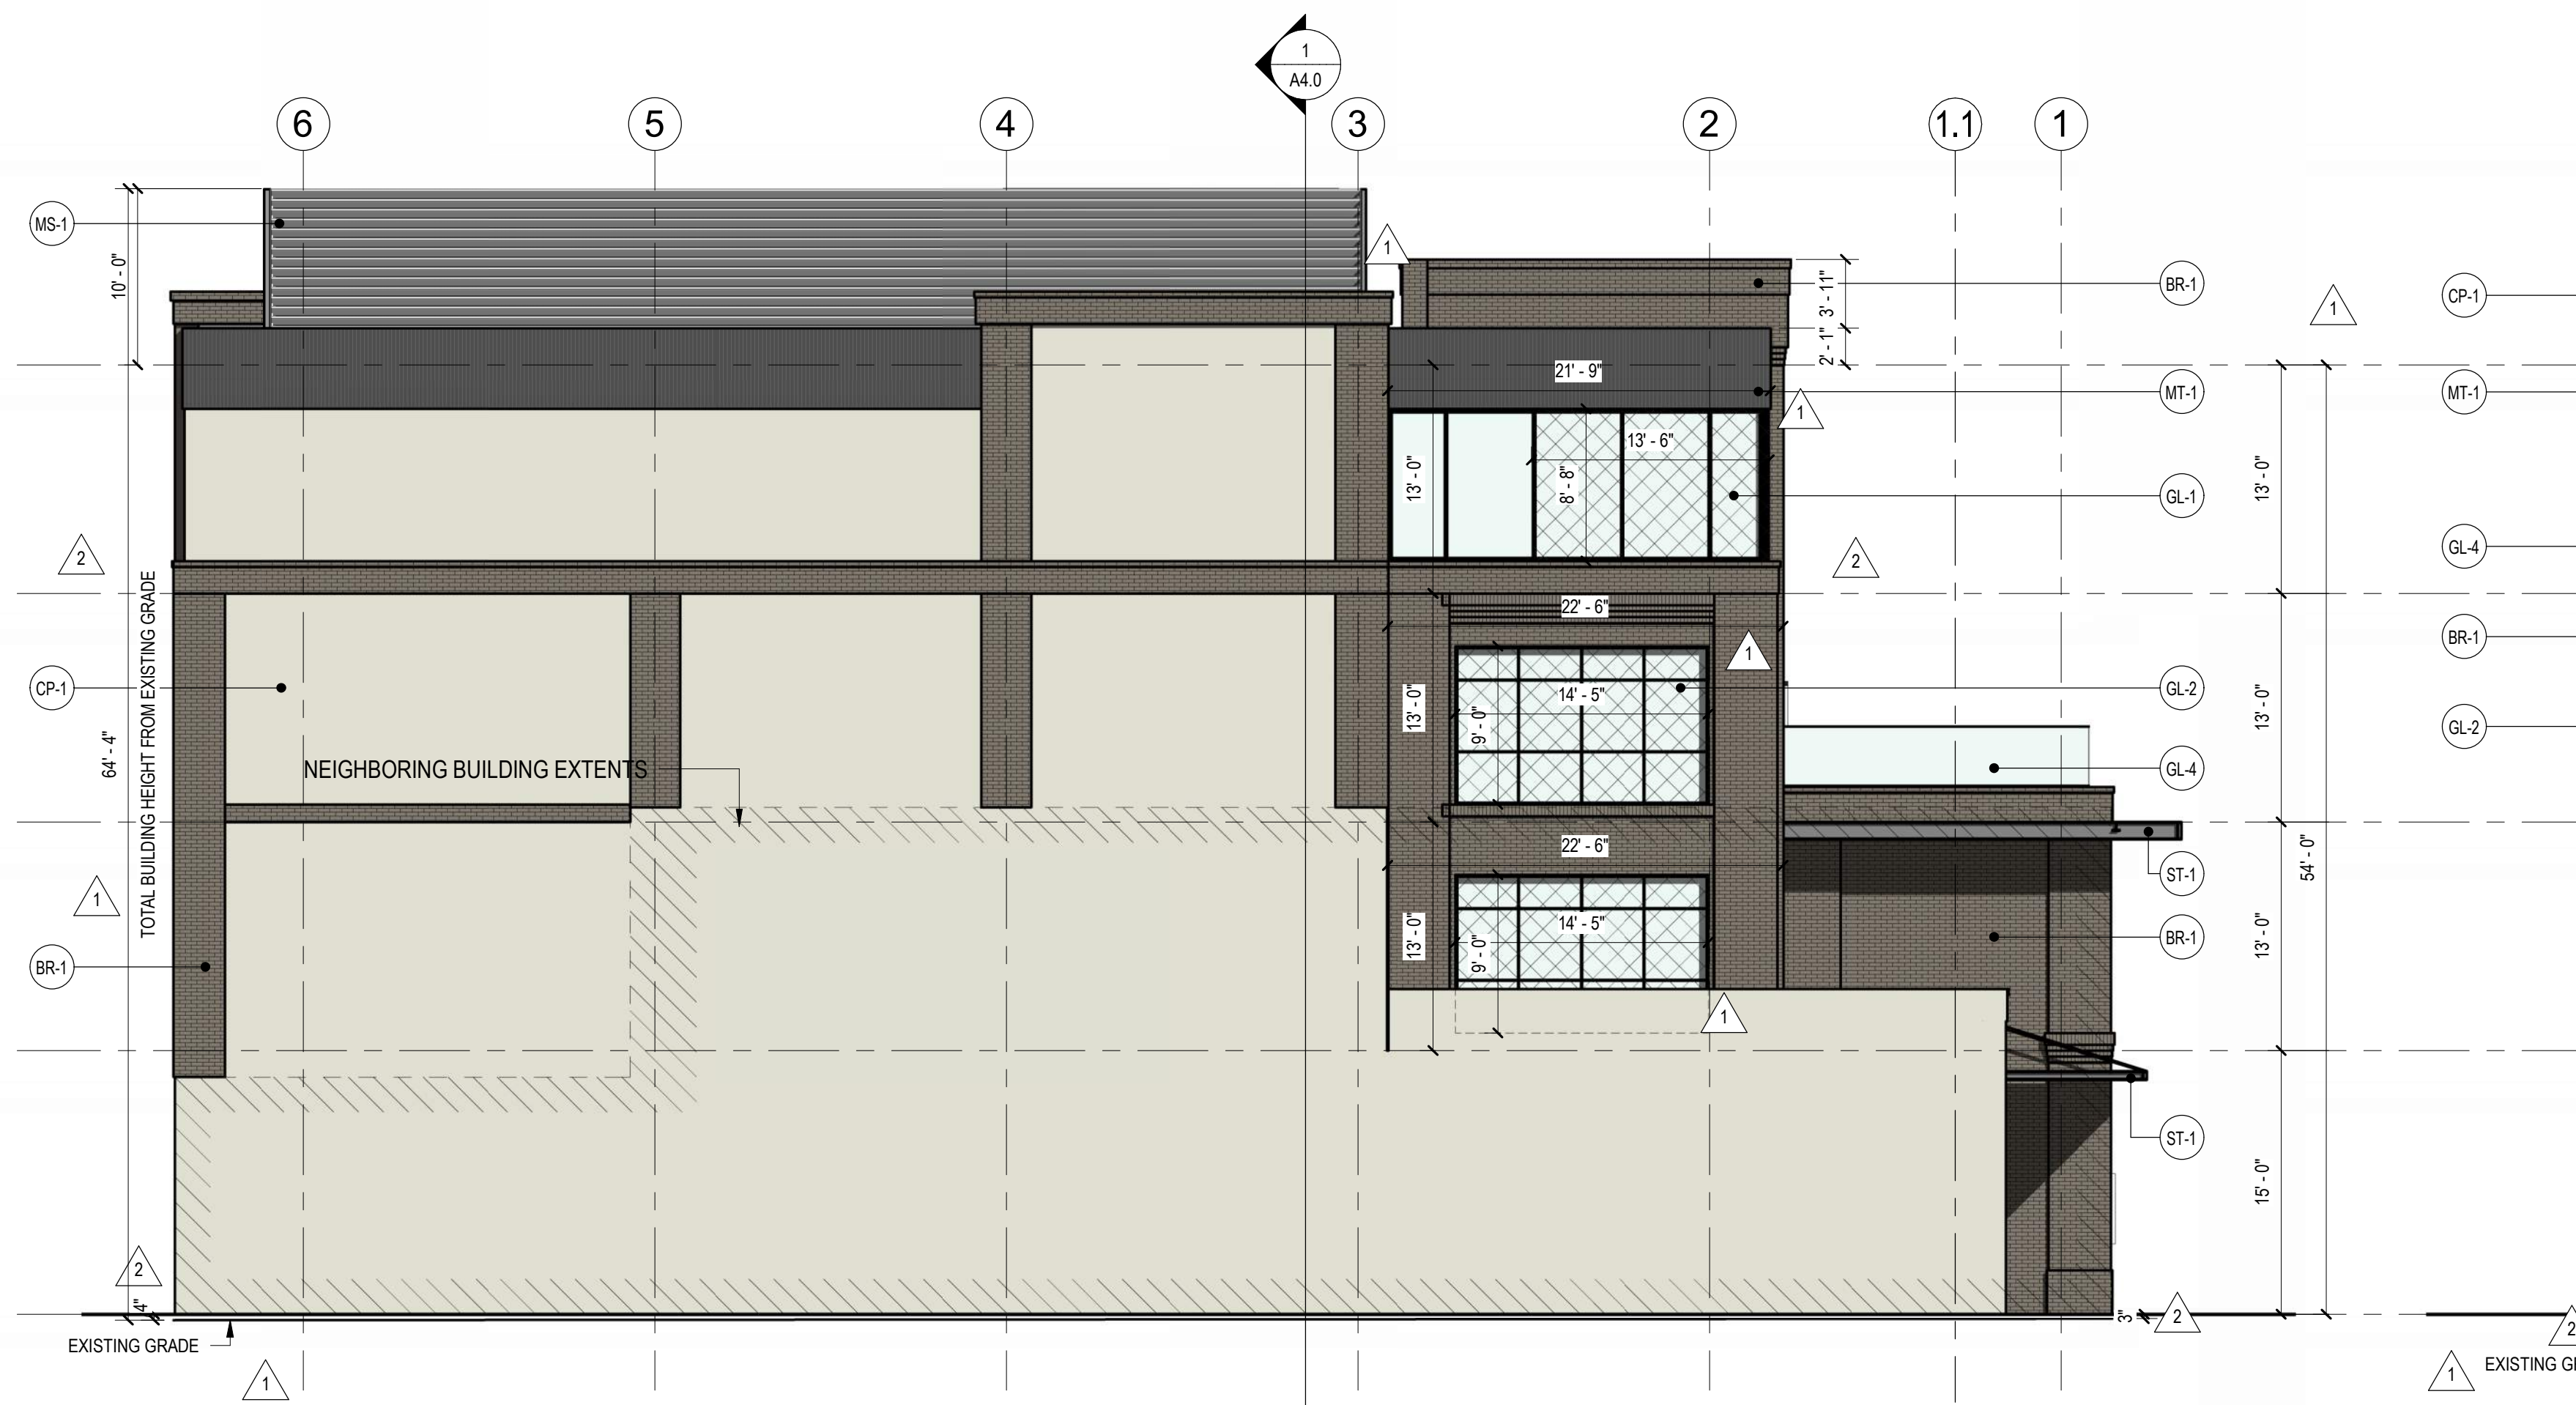 1
A4.0
6
5
4
3
2
1.1
1
MS-1
10' - 0"
1
BR-1
3' - 11"
2' - 1"
1
CP-1
21' - 9"
MT-1
MT-1
1
13' - 6"
8' - 8"
13' - 0"
GL-1
13' - 0"
2
2
GL-4
22' - 6"
1
BR-1
CP-1
TOTAL BUILDING HEIGHT FROM EXISTING GRADE
64' - 4"
NEIGHBORING BUILDING EXTENTS
14' - 5"
9' - 0"
13' - 0"
GL-2
13' - 0"
GL-2
GL-4
22' - 6"
54' - 0"
ST-1
1
BR-1
14' - 5"
9' - 0"
13' - 0"
BR-1
13' - 0"
1
ST-1
15' - 0"
2
4"
3"
2
2
EXISTING GRADE
1
1
EXISTING G